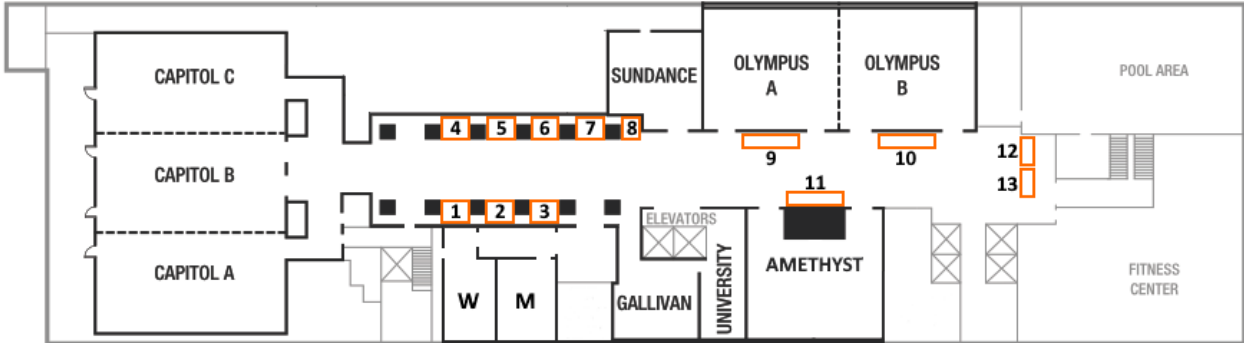 CAPITOL C
CAPITOL B
CAPITOL A
SUNDANCE
OLYMPUS
A
OLYMPUS
B
POOL AREA
4
5
6
7
8
9
10
11
12
13
1
2
3
ELEVATORS
W
M
GALLIVAN
UNIVERSITY
AMETHYST
FITNESS
CENTER